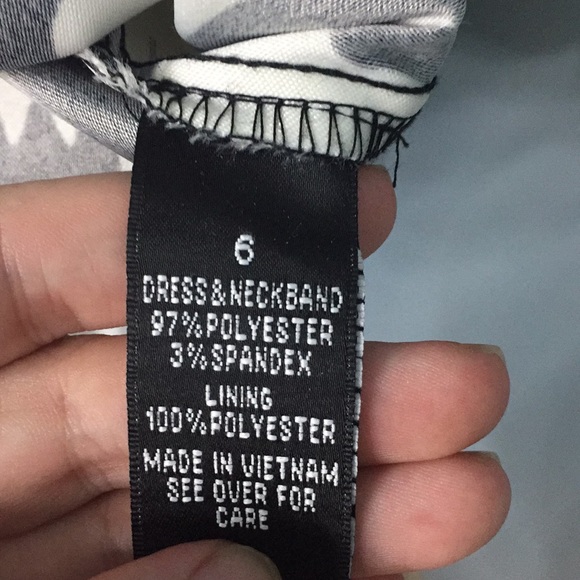 6
DRESS&NECKBAND
97%POLYESTER
3%SPANDEX
LINING
100%POLYESTER
MADE IN VIETNAM
SEE OVER FOR
CARE